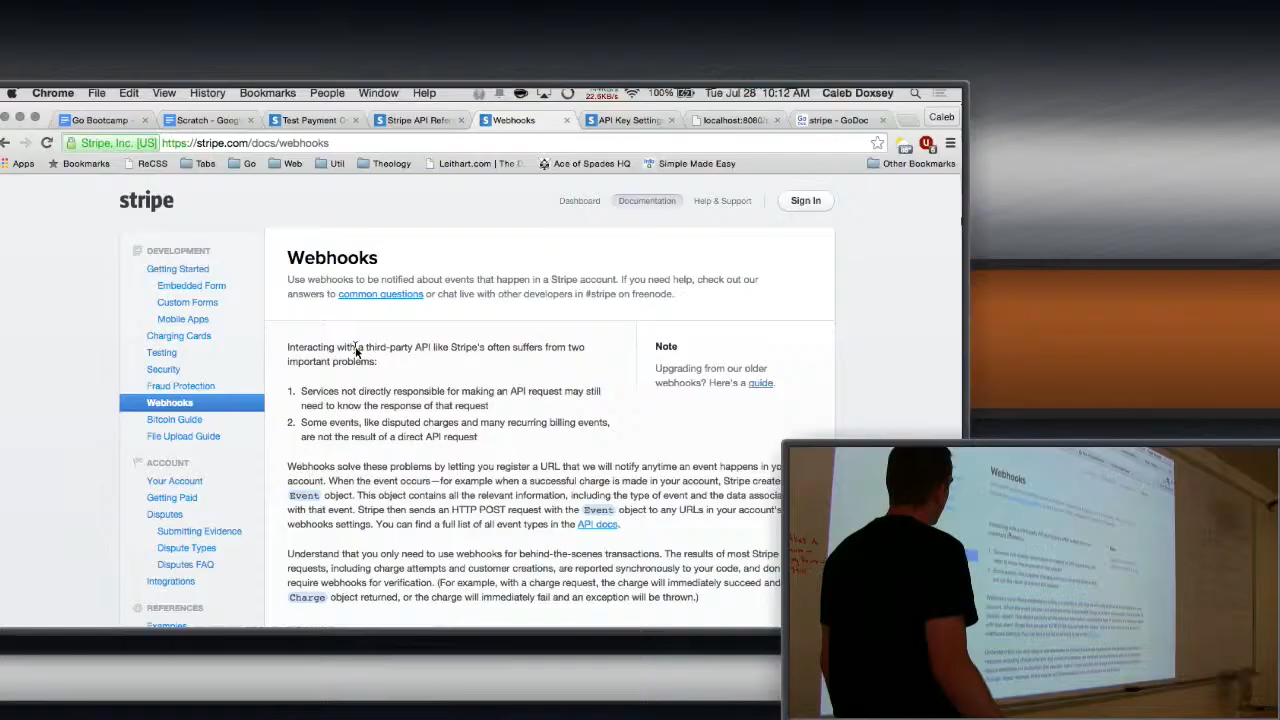 Chrome File Edit View History Bookmarks People Window Help 22.6KB/s 100% Tue Jul 28 10:12 AM Caleb Doxsey
Go Bootcamp - Scratch - Goog Test Payment C Stripe API Refer Webhooks API Key Settings localhost:8080/ stripe - GoDoc Caleb
Stripe, Inc. [US] https://stripe.com/docs/webhooks
Apps Bookmarks ReCSS Tabs Go Web Util Theology Leithart.com | The D Ace of Spades HQ Simple Made Easy Other Bookmarks
stripe
Dashboard Documentation Help & Support Sign In
DEVELOPMENT
Getting Started
Embedded Form
Custom Forms
Mobile Apps
Charging Cards
Testing
Security
Fraud Protection
Webhooks
Bitcoin Guide
File Upload Guide
ACCOUNT
Your Account
Getting Paid
Disputes
Submitting Evidence
Dispute Types
Dispute FAQ
Integrations
REFERENCES
Examples
Webhooks
Use webhooks to be notified about events that happen in a Stripe account. If you need help, check out our
answers to common questions or chat live with other developers in #stripe on freenode.
Interacting with a third-party API like Stripe's often suffers from two
important problems:
1. Services not directly responsible for making an API request may still
need to know the response of that request
2. Some events, like disputed charges and many recurring billing events,
are not the result of a direct API request
Note
Upgrading from our older
webhooks? Here's a guide.
Webhooks solve these problems by letting you register a URL that we will notify anytime an event happens in yo
account. When the event occurs—for example when a successful charge is made in your account, Stripe create
Event object. This object contains all the relevant information, including the type of event and the data associa
with that event. Stripe then sends an HTTP POST request with the Event object to any URLs in your account's
webhooks settings. You can find a full list of all event types in the API docs.
Understand that you only need to use webhooks for behind-the-scenes transactions. The results of most Stripe
requests, including charge attempts and customer creations, are reported synchronously to your code, and don
require webhooks for verification. (For example, with a charge request, the charge will immediately succeed and
Charge object returned, or the charge will immediately fail and an exception will be thrown.)
Webhooks